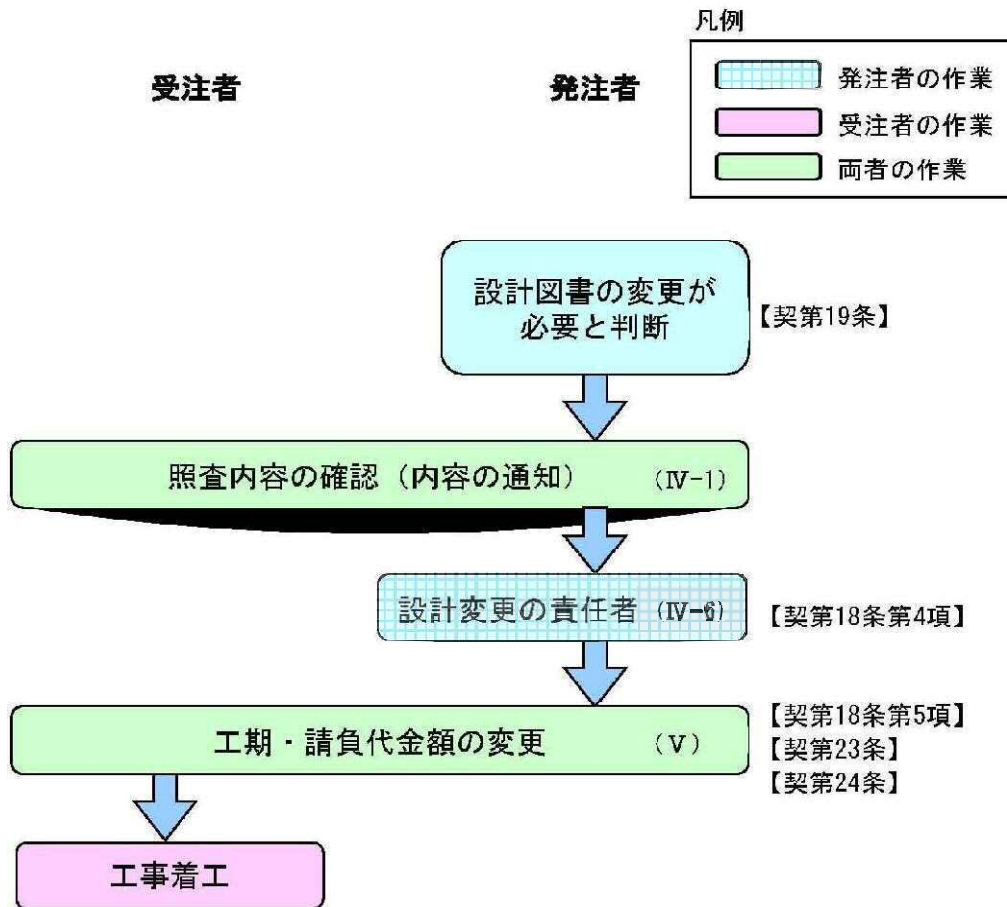 凡例
発注者の作業
受注者の作業
両者の作業
受注者
発注者
設計図書の変更が
必要と判断
【契第19条】
照査内容の確認（内容の通知） （Ⅳ-1）
設計変更の責任者 （Ⅳ-6）
【契第18条第4項】
工期・請負代金額の変更 （Ⅴ）
【契第18条第5項】
【契第23条】
【契第24条】
工事着工